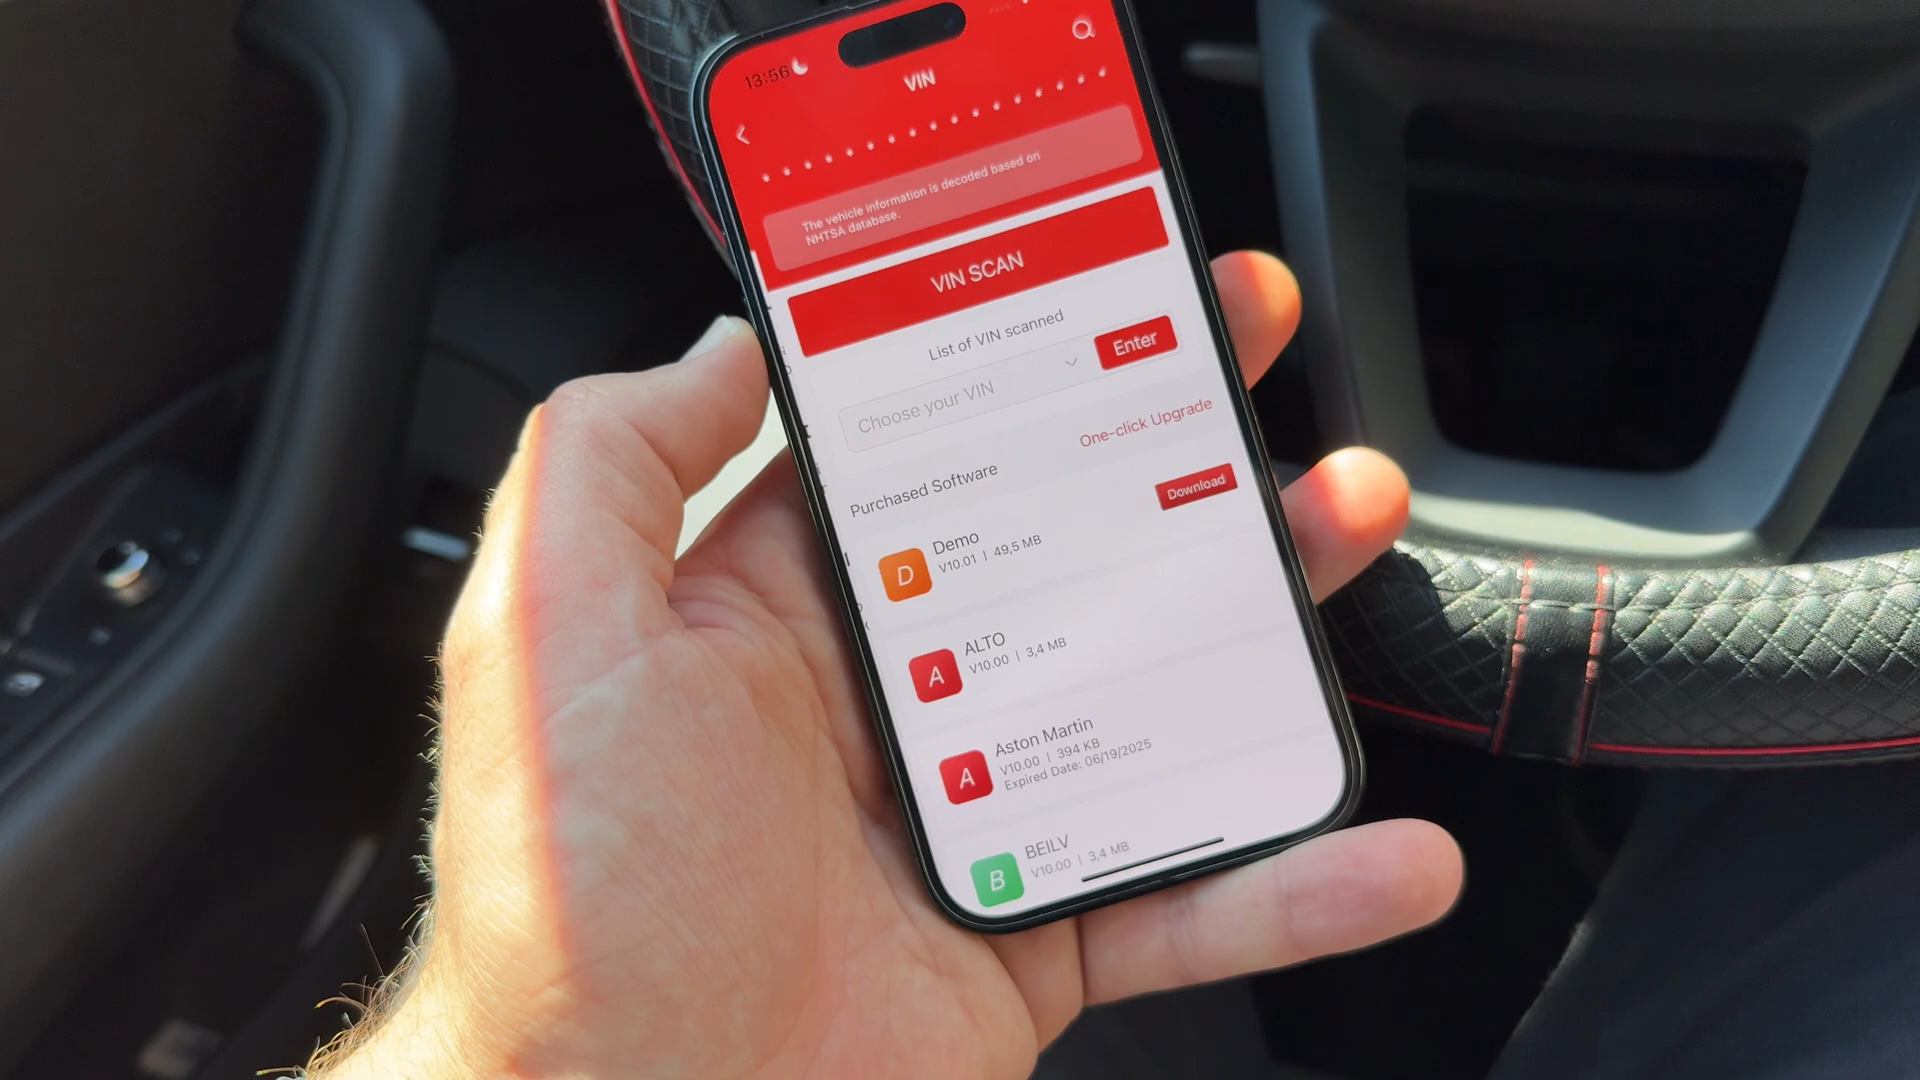 13:56
VIN
* * * * * * * * * * * * * * * * *
The vehicle information is decoded based on
NHTSA database.
VIN SCAN
List of VIN scanned
Choose your VIN
Enter
One-click Upgrade
Purchased Software
Download
D
Demo
V10.01 | 49,5 MB
A
ALTO
V10.00 | 3,4 MB
A
Aston Martin
V10.00 | 394 KB
Expired Date: 06/19/2025
B
BEILV
V10.00 | 3,4 MB